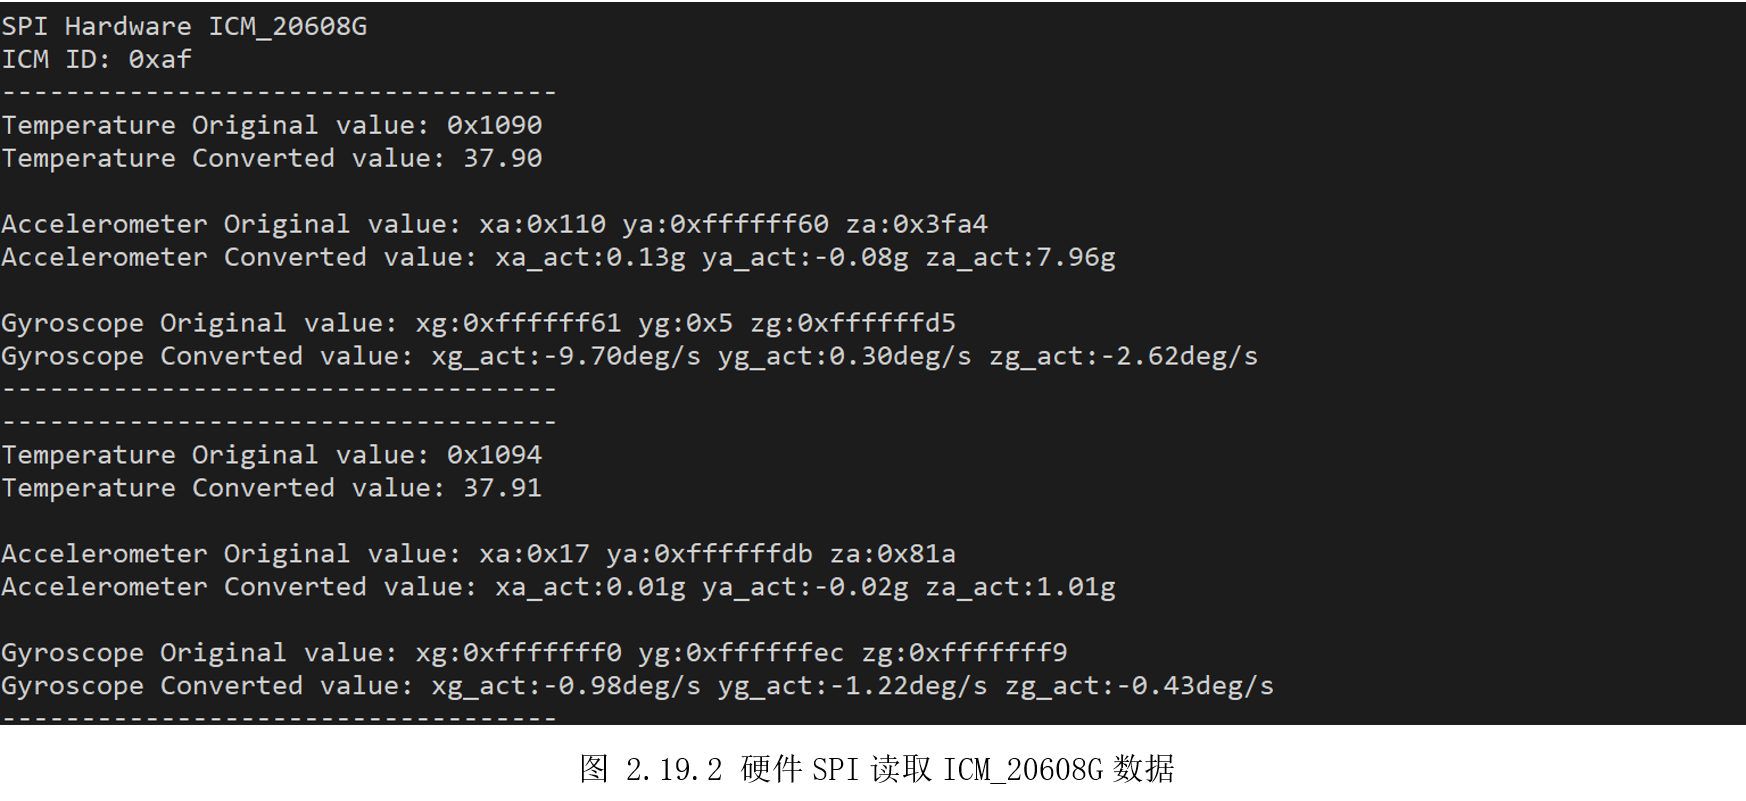 SPI Hardware ICM_20608G
ICM ID: 0xaf
-----------------------------------
Temperature Original value: 0x1090
Temperature Converted value: 37.90
Accelerometer Original value: xa:0x110 ya:0xffffff60 za:0x3fa4
Accelerometer Converted value: xa_act:0.13g ya_act:-0.08g za_act:7.96g
Gyroscope Original value: xg:0xffffff61 yg:0x5 zg:0xffffffd5
Gyroscope Converted value: xg_act:-9.70deg/s yg_act:0.30deg/s zg_act:-2.62deg/s
-----------------------------------
-----------------------------------
Temperature Original value: 0x1094
Temperature Converted value: 37.91
Accelerometer Original value: xa:0x17 ya:0xffffffdb za:0x81a
Accelerometer Converted value: xa_act:0.01g ya_act:-0.02g za_act:1.01g
Gyroscope Original value: xg:0xfffffff0 yg:0xffffffec zg:0xfffffff9
Gyroscope Converted value: xg_act:-0.98deg/s yg_act:-1.22deg/s zg_act:-0.43deg/s
-----------------------------------
图 2.19.2 硬件 SPI 读取 ICM_20608G 数据